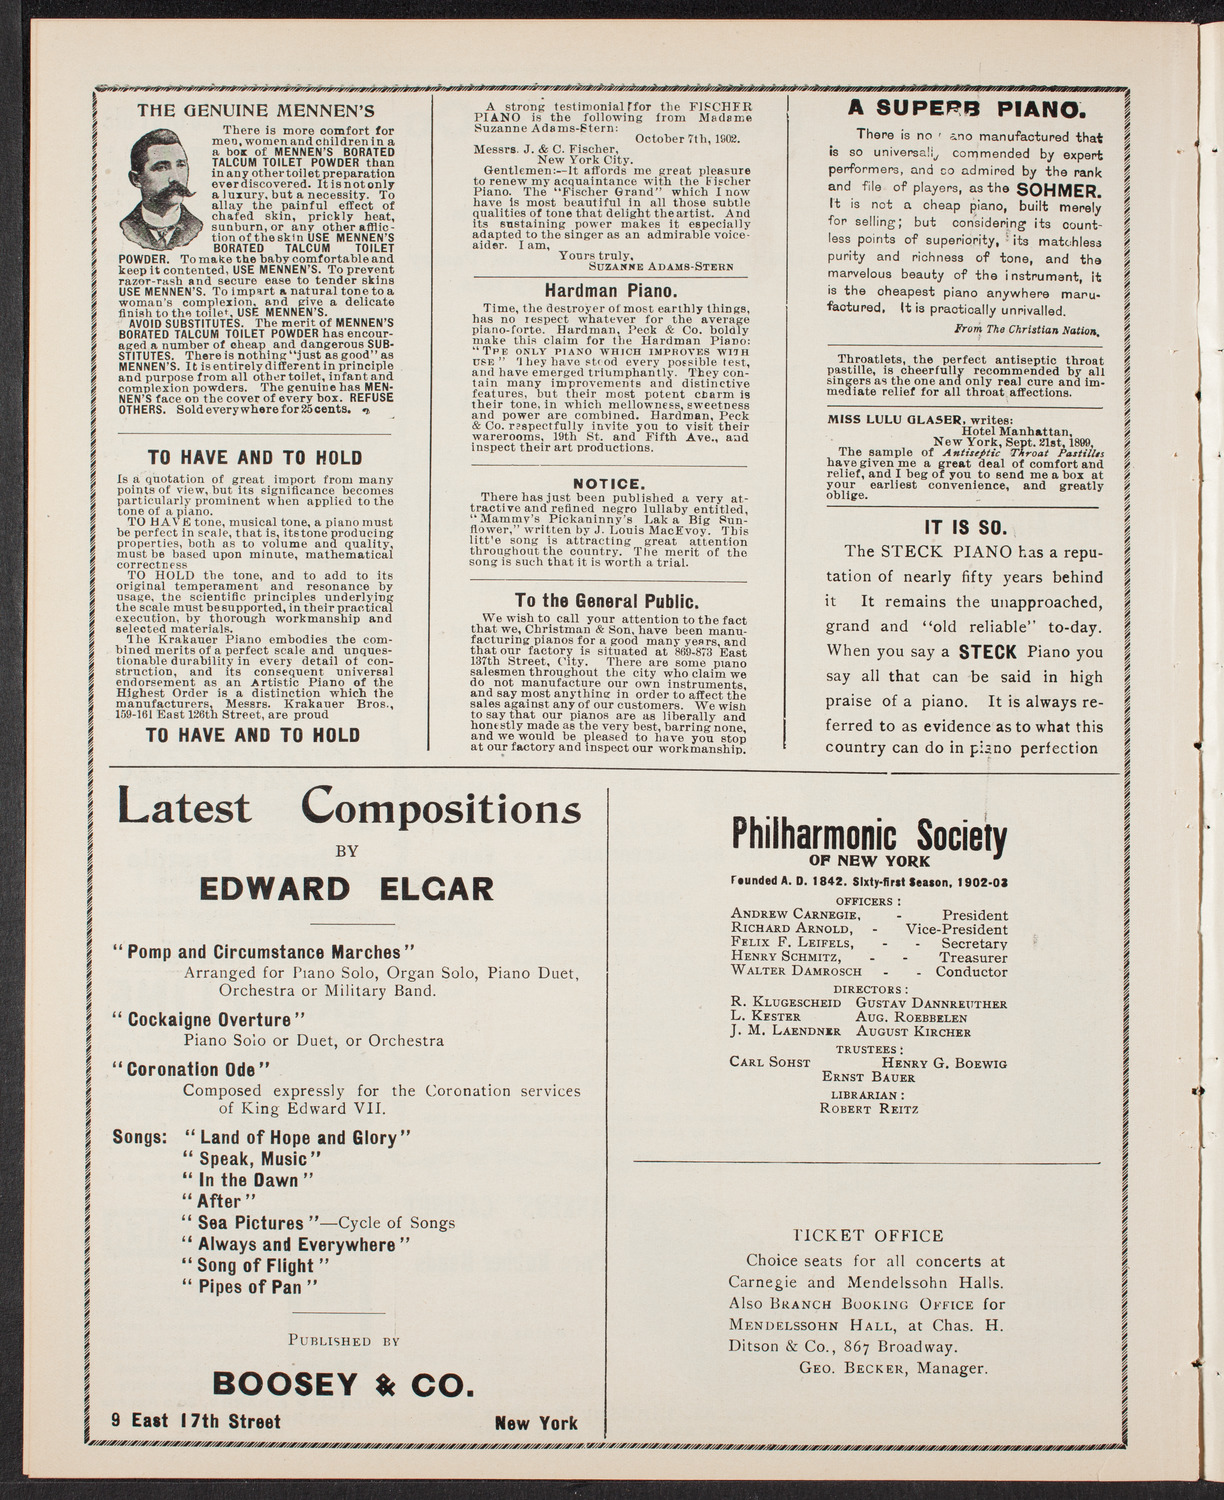 THE GENUINE MENNEN'S
There is more comfort for
men, women and children in a
a box of MENNEN'S BORATED
TALCUM TOILET POWDER than
in any other toilet preparation
ever discovered. It is not only
a luxury, but a necessity. To
allay the painful effect of
chafed skin, prickly heat,
sunburn, or any other afflic-
tion of the skin USE MENNEN'S
BORATED TALCUM TOILET
POWDER. To make the baby comfortable and
keep it contented, USE MENNEN'S. To prevent
razor-rash and secure ease to tender skins
USE MENNEN'S. To impart a natural tone to a
woman's complexion, and give a delicate
finish to the toilet, USE MENNEN'S.
AVOID SUBSTITUTES. The merit of MENNEN'S
BORATED TALCUM TOILET POWDER has encour-
aged a number of cheap and dangerous SUB-
STITUTES. There is nothing "just as good" as
MENNEN'S. It is entirely different in principle
and purpose from all other toilet, infant and
complexion powders. The genuine has MEN-
NEN'S face on the cover of every box. REFUSE
OTHERS. Sold everywhere for 25 cents.
TO HAVE AND TO HOLD
Is a quotation of great import from many
points of view, but its significance becomes
particularly prominent when applied to the
tone of a piano.
TO HAVE tone, musical tone, a piano must
be perfect in scale, that is, its tone producing
properties, both as to volume and quality,
must be based upon minute, mathematical
correctness
TO HOLD the tone, and to add to its
original temperament and resonance by
usage, the scientific principles underlying
the scale must be supported, in their practical
execution, by thorough workmanship and
selected materials.
The Krakauer Piano embodies the com-
bined merits of a perfect scale and unques-
tionable durability in every detail of con-
struction, and its consequent universal
endorsement as an Artistic Piano of the
Highest Order is a distinction which the
manufacturers, Messrs. Krakauer Bros.,
159-161 East 126th Street, are proud
TO HAVE AND TO HOLD
A strong testimonial for the FISCHER
PIANO is the following from Madame
Suzanne Adams-Stern:
October 7th, 1902.
Messrs. J. & C. Fischer,
New York City.
Gentlemen:—It affords me great pleasure
to renew my acquaintance with the Fischer
Piano. The "Fischer Grand" which I now
have is most beautiful in all those subtle
qualities of tone that delight the artist. And
its sustaining power makes it especially
adapted to the singer as an admirable voice-
aider. I am,
Yours truly,
SUZANNE ADAMS-STERN
Hardman Piano.
Time, the destroyer of most earthly things,
has no respect whatever for the average
piano-forte. Hardman, Peck & Co. boldly
make this claim for the Hardman Piano:
"THE ONLY PIANO WHICH IMPROVES WITH
USE" They have stood every possible test,
and have emerged triumphantly. They con-
tain many improvements and distinctive
features, but their most potent charm is
their tone, in which mellowness, sweetness
and power are combined. Hardman, Peck
& Co. respectfully invite you to visit their
warerooms, 19th St. and Fifth Ave., and
inspect their art productions.
NOTICE.
There has just been published a very at-
tractive and refined negro lullaby entitled,
"Mammy's Pickaninny's Lak a Big Sun-
flower," written by J. Louis MacEvoy. This
litt'e song is attracting great attention
throughout the country. The merit of the
song is such that it is worth a trial.
To the General Public.
We wish to call your attention to the fact
that we, Christman & Son, have been manu-
facturing pianos for a good many years, and
that our factory is situated at 869-873 East
137th Street, City. There are some piano
salesmen throughout the city who claim we
do not manufacture our own instruments,
and say most anything in order to affect the
sales against any of our customers. We wish
to say that our pianos are as liberally and
honestly made as the very best, barring none,
and we would be pleased to have you stop
at our factory and inspect our workmanship.
A SUPERB PIANO.
There is no piano manufactured that
is so universally commended by expert
performers, and so admired by the rank
and file of players, as the SOHMER.
It is not a cheap piano, built merely
for selling; but considering its count-
less points of superiority, its matchless
purity and richness of tone, and the
marvelous beauty of the instrument, it
is the cheapest piano anywhere manu-
factured. It is practically unrivalled.
From The Christian Nation.
Throatlets, the perfect antiseptic throat
pastille, is cheerfully recommended by all
singers as the one and only real cure and im-
mediate relief for all throat affections.
MISS LULU GLASER, writes:
Hotel Manhattan,
New York, Sept. 21st, 1899,
The sample of Antiseptic Throat Pastilles
have given me a great deal of comfort and
relief, and I beg of you to send me a box at
your earliest convenience, and greatly
oblige.
IT IS SO.
The STECK PIANO has a repu-
tation of nearly fifty years behind
it It remains the unapproached,
grand and "old reliable" to-day.
When you say a STECK Piano you
say all that can be said in high
praise of a piano. It is always re-
ferred to as evidence as to what this
country can do in piano perfection
Latest Compositions
BY
EDWARD ELGAR
"Pomp and Circumstance Marches"
Arranged for Piano Solo, Organ Solo, Piano Duet,
Orchestra or Military Band.
"Cockaigne Overture"
Piano Solo or Duet, or Orchestra
"Coronation Ode"
Composed expressly for the Coronation services
of King Edward VII.
Songs: "Land of Hope and Glory"
"Speak, Music"
"In the Dawn"
"After"
"Sea Pictures"—Cycle of Songs
"Always and Everywhere"
"Song of Flight"
"Pipes of Pan"
PUBLISHED BY
BOOSEY & CO.
9 East 17th Street New York
Philharmonic Society
OF NEW YORK
Founded A. D. 1842. Sixty-first Season, 1902-03
OFFICERS:
ANDREW CARNEGIE, - President
RICHARD ARNOLD, - Vice-President
FELIX F. LEIFELS, - - Secretary
HENRY SCHMITZ, - - Treasurer
WALTER DAMROSCH - - Conductor
DIRECTORS:
R. KLUGESCHEID GUSTAV DANNREUTHER
L. KESTER AUG. ROEBBELEN
J. M. LAENDNER AUGUST KIRCHER
TRUSTEES:
CARL SOHST HENRY G. BOEWIG
ERNST BAUER
LIBRARIAN:
ROBERT REITZ
TICKET OFFICE
Choice seats for all concerts at
Carnegie and Mendelssohn Halls.
Also BRANCH BOOKING OFFICE for
MENDELSSOHN HALL, at Chas. H.
Ditson & Co., 867 Broadway.
GEO. BECKER, Manager.